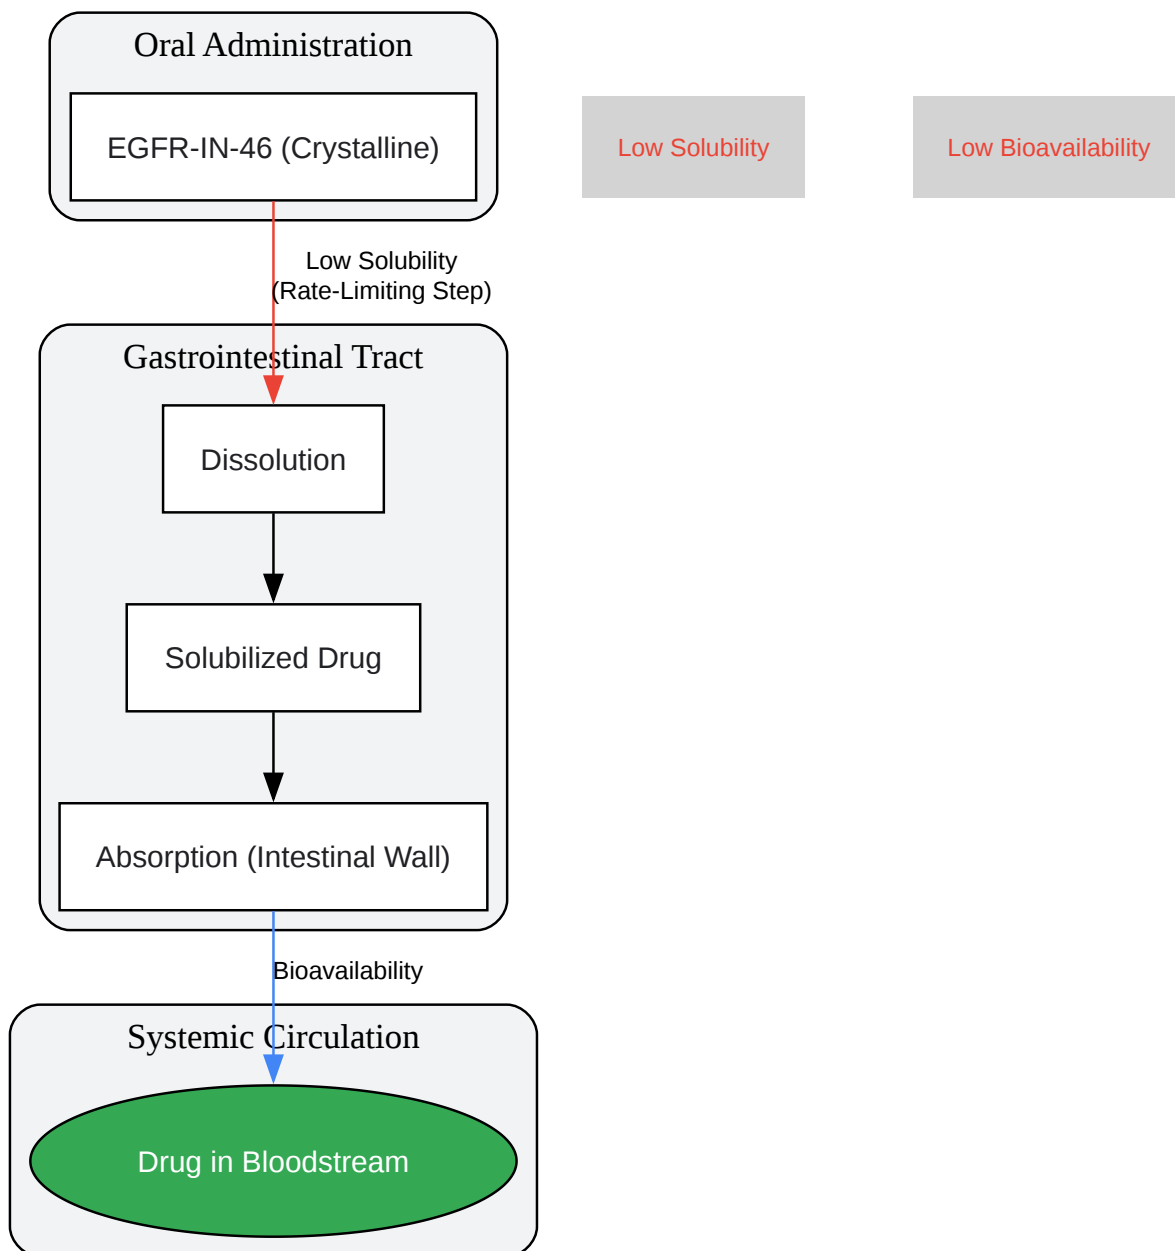 Oral Administration
EGFR-IN-46 (Crystalline)
Low Solubility
Low Bioavailability
Low Solubility
(Rate-Limiting Step)
Gastrointestinal Tract
Dissolution
Solubilized Drug
Absorption (Intestinal Wall)
Bioavailability
Systemic Circulation
Drug in Bloodstream